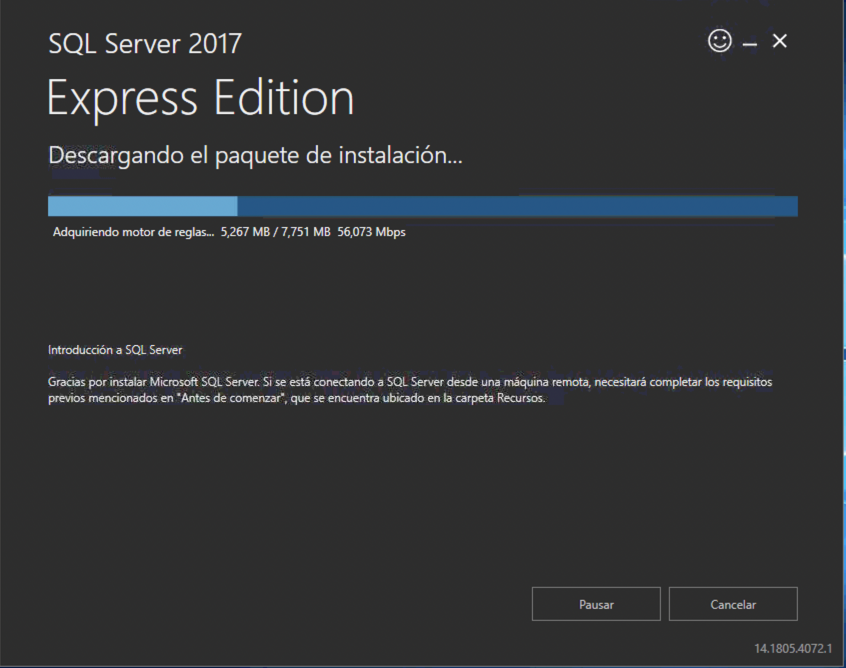 SQL Server 2017
Express Edition
Descargando el paquete de instalación...
Adquiriendo motor de reglas... 5,267 MB / 7,751 MB 56,073 Mbps
Introducción a SQL Server
Gracias por instalar Microsoft SQL Server. Si se está conectando a SQL Server desde una máquina remota, necesitará completar los requisitos
previos mencionados en "Antes de comenzar", que se encuentra ubicado en la carpeta Recursos.
Pausar
Cancelar
14.1805.4072.1